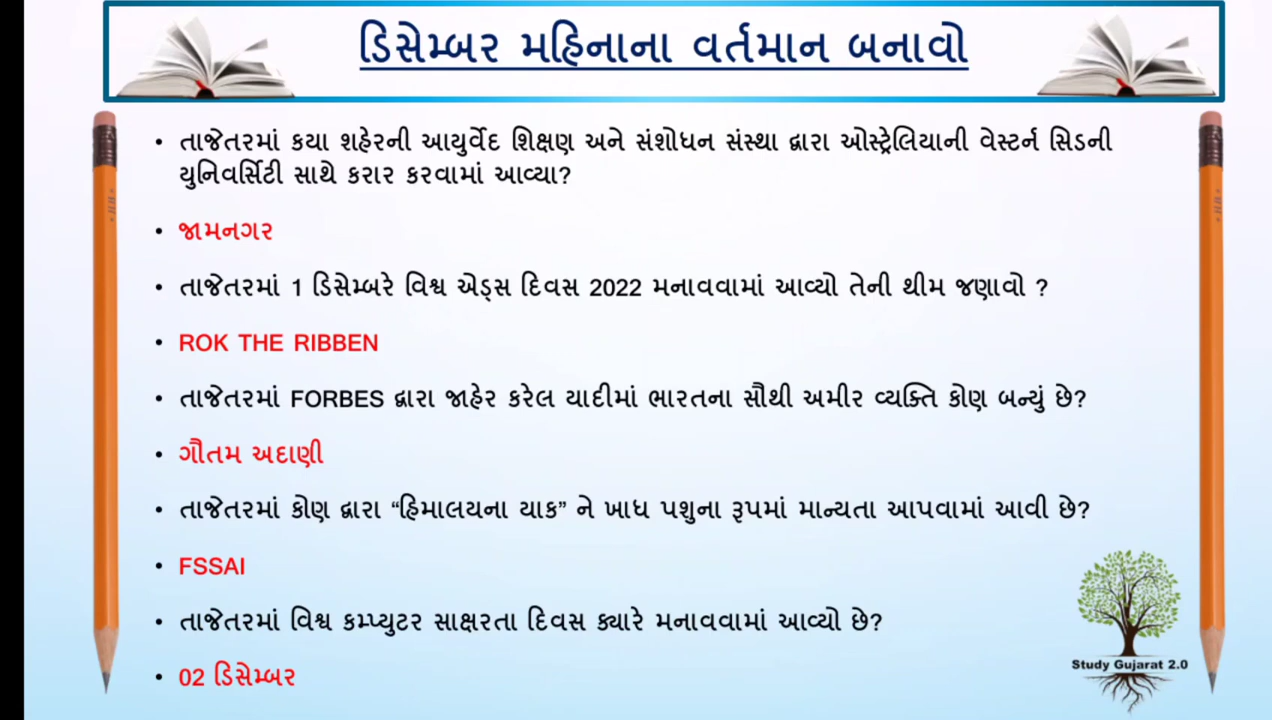 ડિસેમ્બર મહિનાના વર્તમાન બનાવો
• તાજેતરમાં કયા શહેરની આયુર્વેદ શિક્ષણ અને સંશોધન સંસ્થા દ્વારા ઓસ્ટ્રેલિયાની વેસ્ટર્ન સિડની
યુનિવર્સિટી સાથે કરાર કરવામાં આવ્યા?
• જામનગર
• તાજેતરમાં 1 ડિસેમ્બરે વિશ્વ એડ્સ દિવસ 2022 મનાવવામાં આવ્યો તેની થીમ જણાવો ?
• ROK THE RIBBEN
• તાજેતરમાં FORBES દ્વારા જાહેર કરેલ યાદીમાં ભારતના સૌથી અમીર વ્યક્તિ કોણ બન્યું છે?
• ગૌતમ અદાણી
• તાજેતરમાં કોણ દ્વારા “હિમાલયના યાક” ને ખાધ પશુના રૂપમાં માન્યતા આપવામાં આવી છે?
• FSSAI
• તાજેતરમાં વિશ્વ કમ્પ્યુટર સાક્ષરતા દિવસ ક્યારે મનાવવામાં આવ્યો છે?
• 02 ડિસેમ્બર
Study Gujarat 2.0
HB
HB